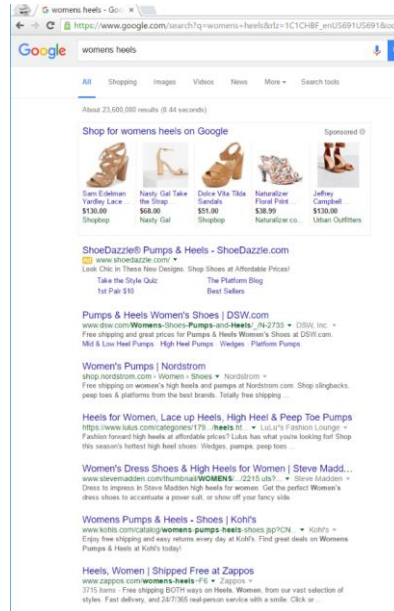 G womens heels - Goo
https://www.google.com/search?q=womens+heels&rlz=1C1CHBF_enUS691US691&
Google
womens heels
All Shopping Images Videos News More Search tools
About 23,600,000 results (0.44 seconds)
Shop for womens heels on Google Sponsored
Sam Edelman Yardley Lace ...
$130.00
Shopbop
Nasty Gal Take the Strap...
$68.00
Nasty Gal
Dolce Vita Tilda Sandals
$51.00
Shopbop
Naturalizer Floral Print ...
$38.99
Naturalizer.co...
Jeffrey Campbell ...
$130.00
Urban Outfitters
ShoeDazzle® Pumps & Heels - ShoeDazzle.com
Ad www.shoedazzle.com/
Look Chic in These New Designs. Shop Shoes at Affordable Prices!
Take the Style Quiz The Platform Blog
1st Pair $10 Best Sellers
Pumps & Heels Women's Shoes | DSW.com
www.dsw.com/Womens-Shoes-Pumps-and-Heels/_/N-2735 DSW, Inc.
Free shipping and great prices for Pumps & Heels Women's Shoes at DSW.com.
Mid & Low Heel Pumps · High Heel Pumps · Wedges · Platform Pumps
Women's Pumps | Nordstrom
shop.nordstrom.com › Women › Shoes Nordstrom
Free shipping on women's high heels and pumps at Nordstrom.com. Shop slingbacks,
peep toes & platforms from the best brands. Totally free shipping ...
Heels for Women, Lace up Heels, High Heel & Peep Toe Pumps
https://www.lulus.com/categories/179.../heels.ht... LuLu*s Fashion Lounge
Fashion forward high heels at affordable prices? Lulus has what you're looking for! Shop
this season's hottest high heel shoes. Wedges, pumps, peep toes ...
Women's Dress Shoes & High Heels for Women | Steve Madd...
www.stevemadden.com/thumbnail/WOMENS/.../2215.uts?... Steve Madden
Dress to impress in Steve Madden high heels for women. Get the perfect Women's
dress shoes to accentuate a power suit, or show off your fancy side.
Womens Pumps & Heels - Shoes | Kohl's
www.kohls.com/catalog/womens-pumps-heels-shoes.jsp?CN... Kohl's
Enjoy free shipping and easy returns every day at Kohl's. Find great deals on Womens
Pumps & Heels at Kohl's today!
Heels, Women | Shipped Free at Zappos
www.zappos.com/womens-heels~F6 Zappos
3715 items - Free shipping BOTH ways on Heels, Women, from our vast selection of
styles. Fast delivery, and 24/7/365 real-person service with a smile. Click or ...